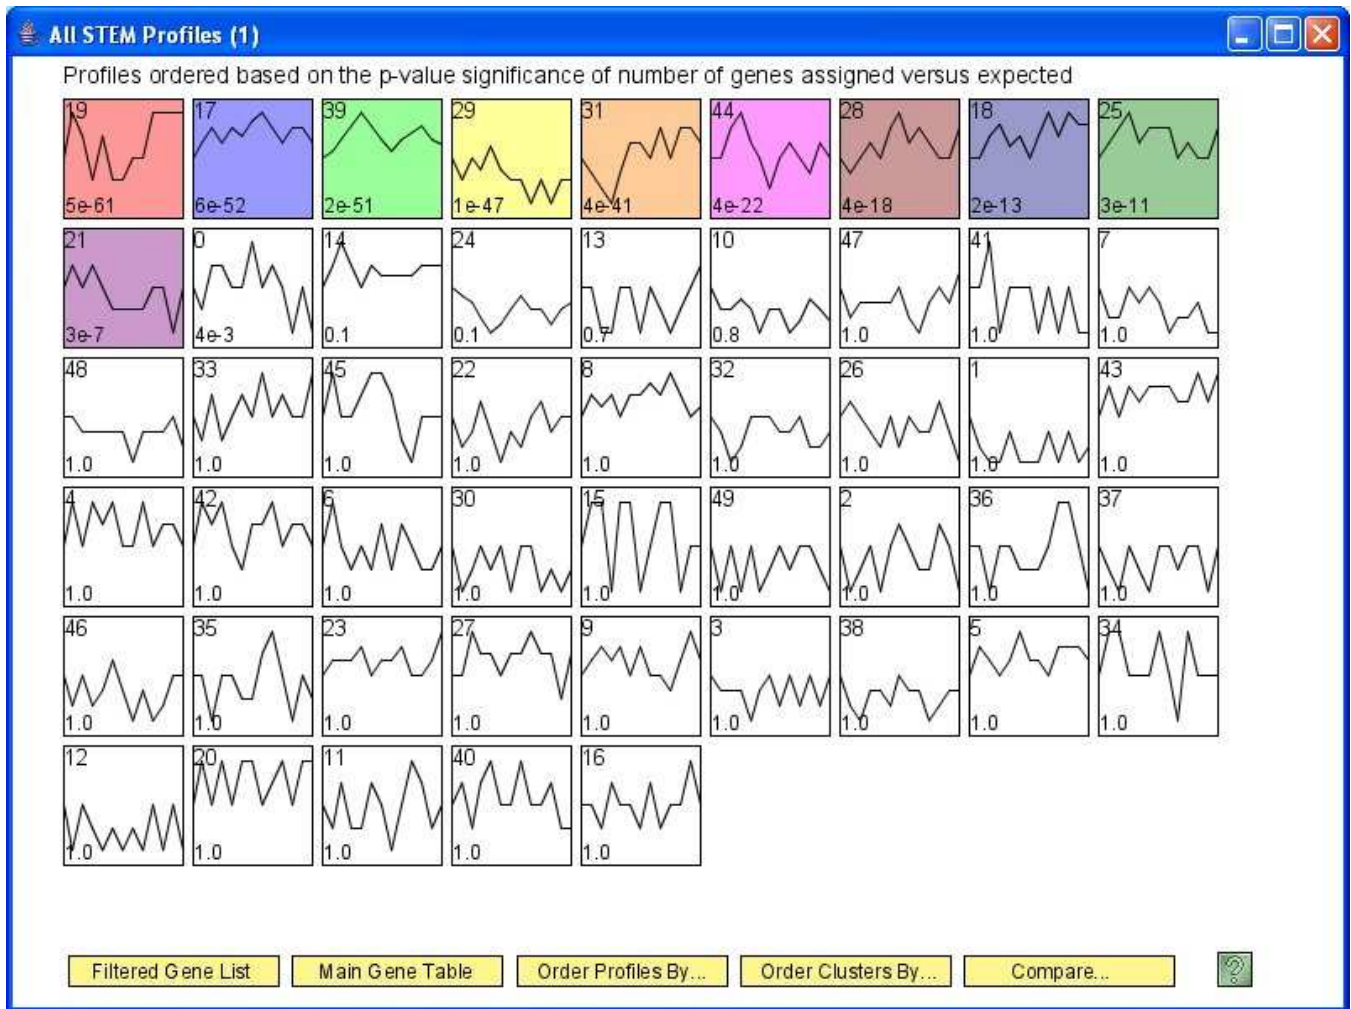 All STEM Profiles (1)
Profiles ordered based on the p-value significance of number of genes assigned versus expected
19 17 39 29 31 44 28 18 25
5e-61 6e-52 2e-51 1e-47 4e-41 4e-22 4e-18 2e-13 3e-11
21 0 14 24 13 10 47 41 7
3e-7 4e-3 0.1 0.1 0.7 0.8 1.0 1.0 1.0
48 33 45 22 8 32 26 1 43
1.0 1.0 1.0 1.0 1.0 1.0 1.0 1.0 1.0
4 42 6 30 15 49 2 36 37
1.0 1.0 1.0 1.0 1.0 1.0 1.0 1.0 1.0
46 35 23 27 9 3 38 5 34
1.0 1.0 1.0 1.0 1.0 1.0 1.0 1.0 1.0
12 20 11 40 16
1.0 1.0 1.0 1.0 1.0
Filtered Gene List Main Gene Table Order Profiles By... Order Clusters By... Compare... ?